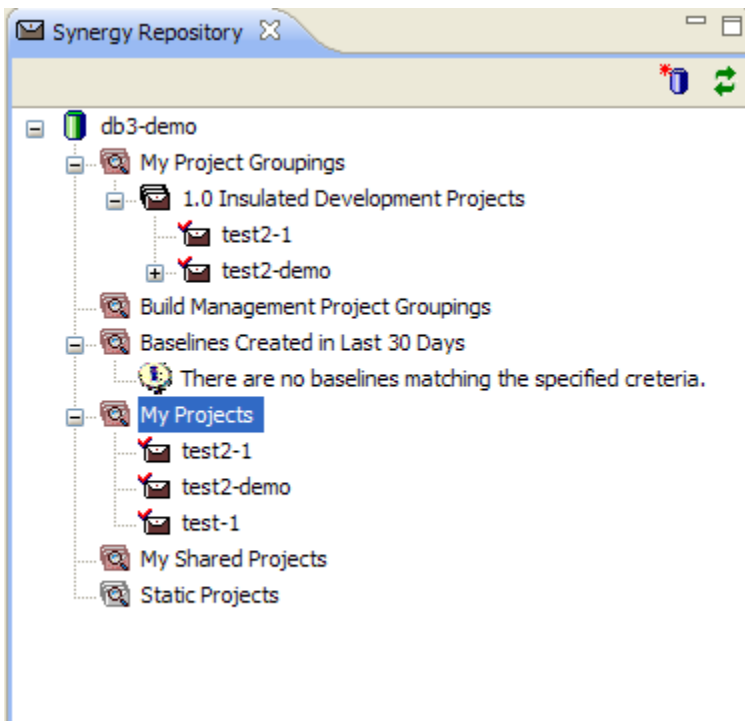 Synergy Repository
db3-demo
My Project Groupings
1.0 Insulated Development Projects
test2-1
test2-demo
Build Management Project Groupings
Baselines Created in Last 30 Days
There are no baselines matching the specified creteria.
My Projects
test2-1
test2-demo
test-1
My Shared Projects
Static Projects